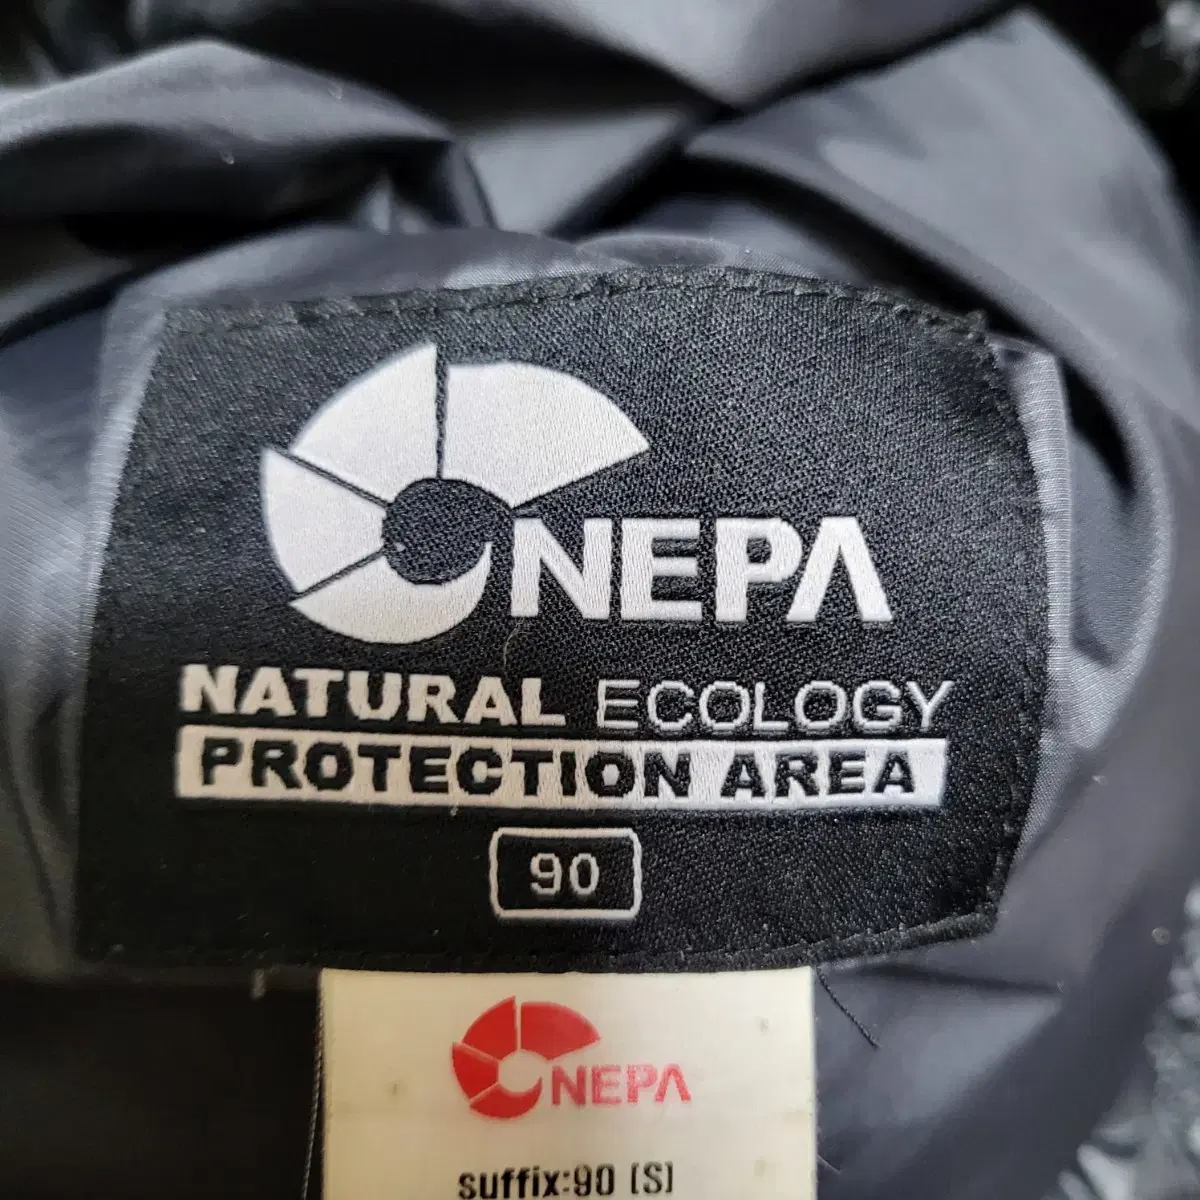 NEPA
NATURAL ECOLOGY
PROTECTION AREA
90
NEPA
suffix:90 (S)